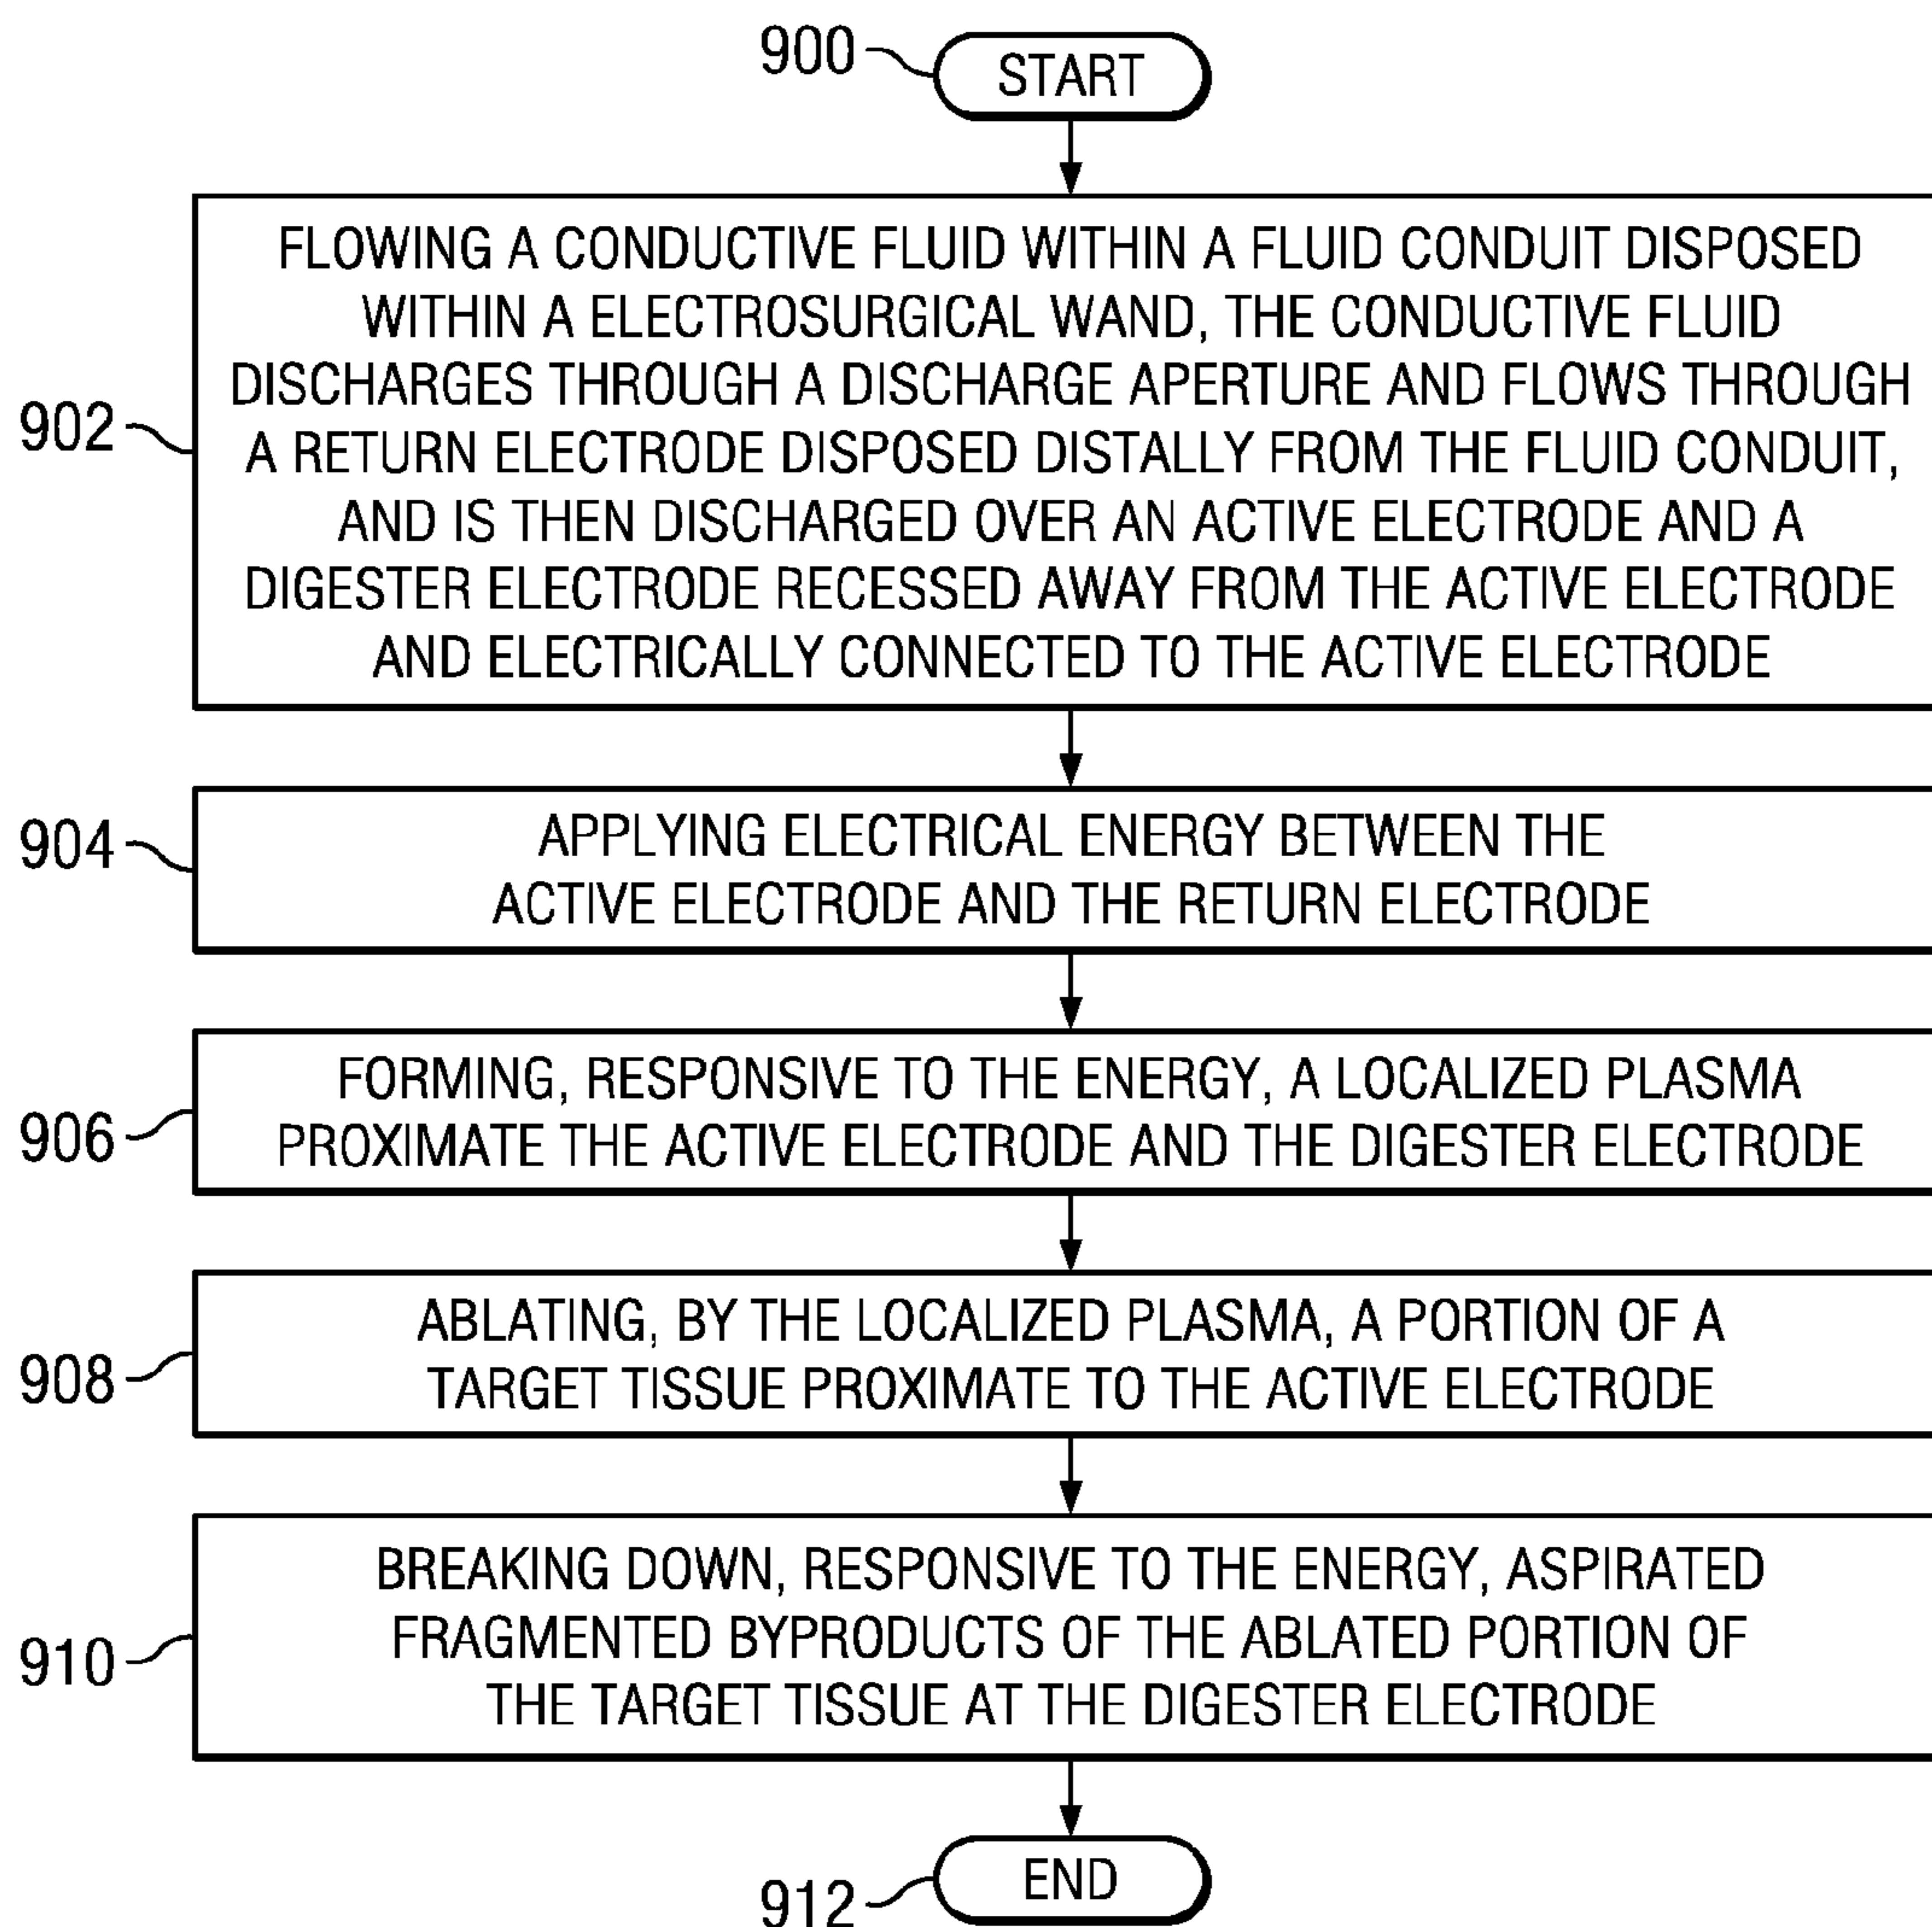 900
START
902
FLOWING A CONDUCTIVE FLUID WITHIN A FLUID CONDUIT DISPOSED
WITHIN A ELECTROSURGICAL WAND, THE CONDUCTIVE FLUID
DISCHARGES THROUGH A DISCHARGE APERTURE AND FLOWS THROUGH
A RETURN ELECTRODE DISPOSED DISTALLY FROM THE FLUID CONDUIT,
AND IS THEN DISCHARGED OVER AN ACTIVE ELECTRODE AND A
DIGESTER ELECTRODE RECESSED AWAY FROM THE ACTIVE ELECTRODE
AND ELECTRICALLY CONNECTED TO THE ACTIVE ELECTRODE
904
APPLYING ELECTRICAL ENERGY BETWEEN THE
ACTIVE ELECTRODE AND THE RETURN ELECTRODE
906
FORMING, RESPONSIVE TO THE ENERGY, A LOCALIZED PLASMA
PROXIMATE THE ACTIVE ELECTRODE AND THE DIGESTER ELECTRODE
908
ABLATING, BY THE LOCALIZED PLASMA, A PORTION OF A
TARGET TISSUE PROXIMATE TO THE ACTIVE ELECTRODE
910
BREAKING DOWN, RESPONSIVE TO THE ENERGY, ASPIRATED
FRAGMENTED BYPRODUCTS OF THE ABLATED PORTION OF
THE TARGET TISSUE AT THE DIGESTER ELECTRODE
912
END